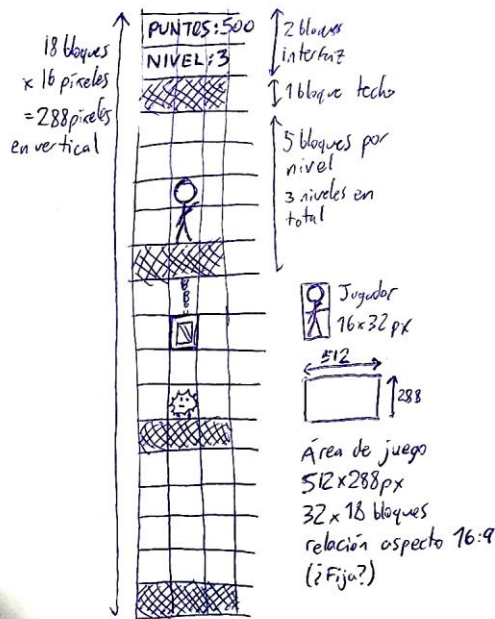 18 bloques
x 16 píxeles
= 288 píxeles
en vertical
PUNTOS:500
NIVEL:3
2 bloques
interfaz
1 bloque techo
5 bloques por
nivel
3 niveles en
total
Jugador
16x32 px
512
288
Área de juego
512x288px
32 x 18 bloques
relación aspecto 16:9
(¿Fija?)